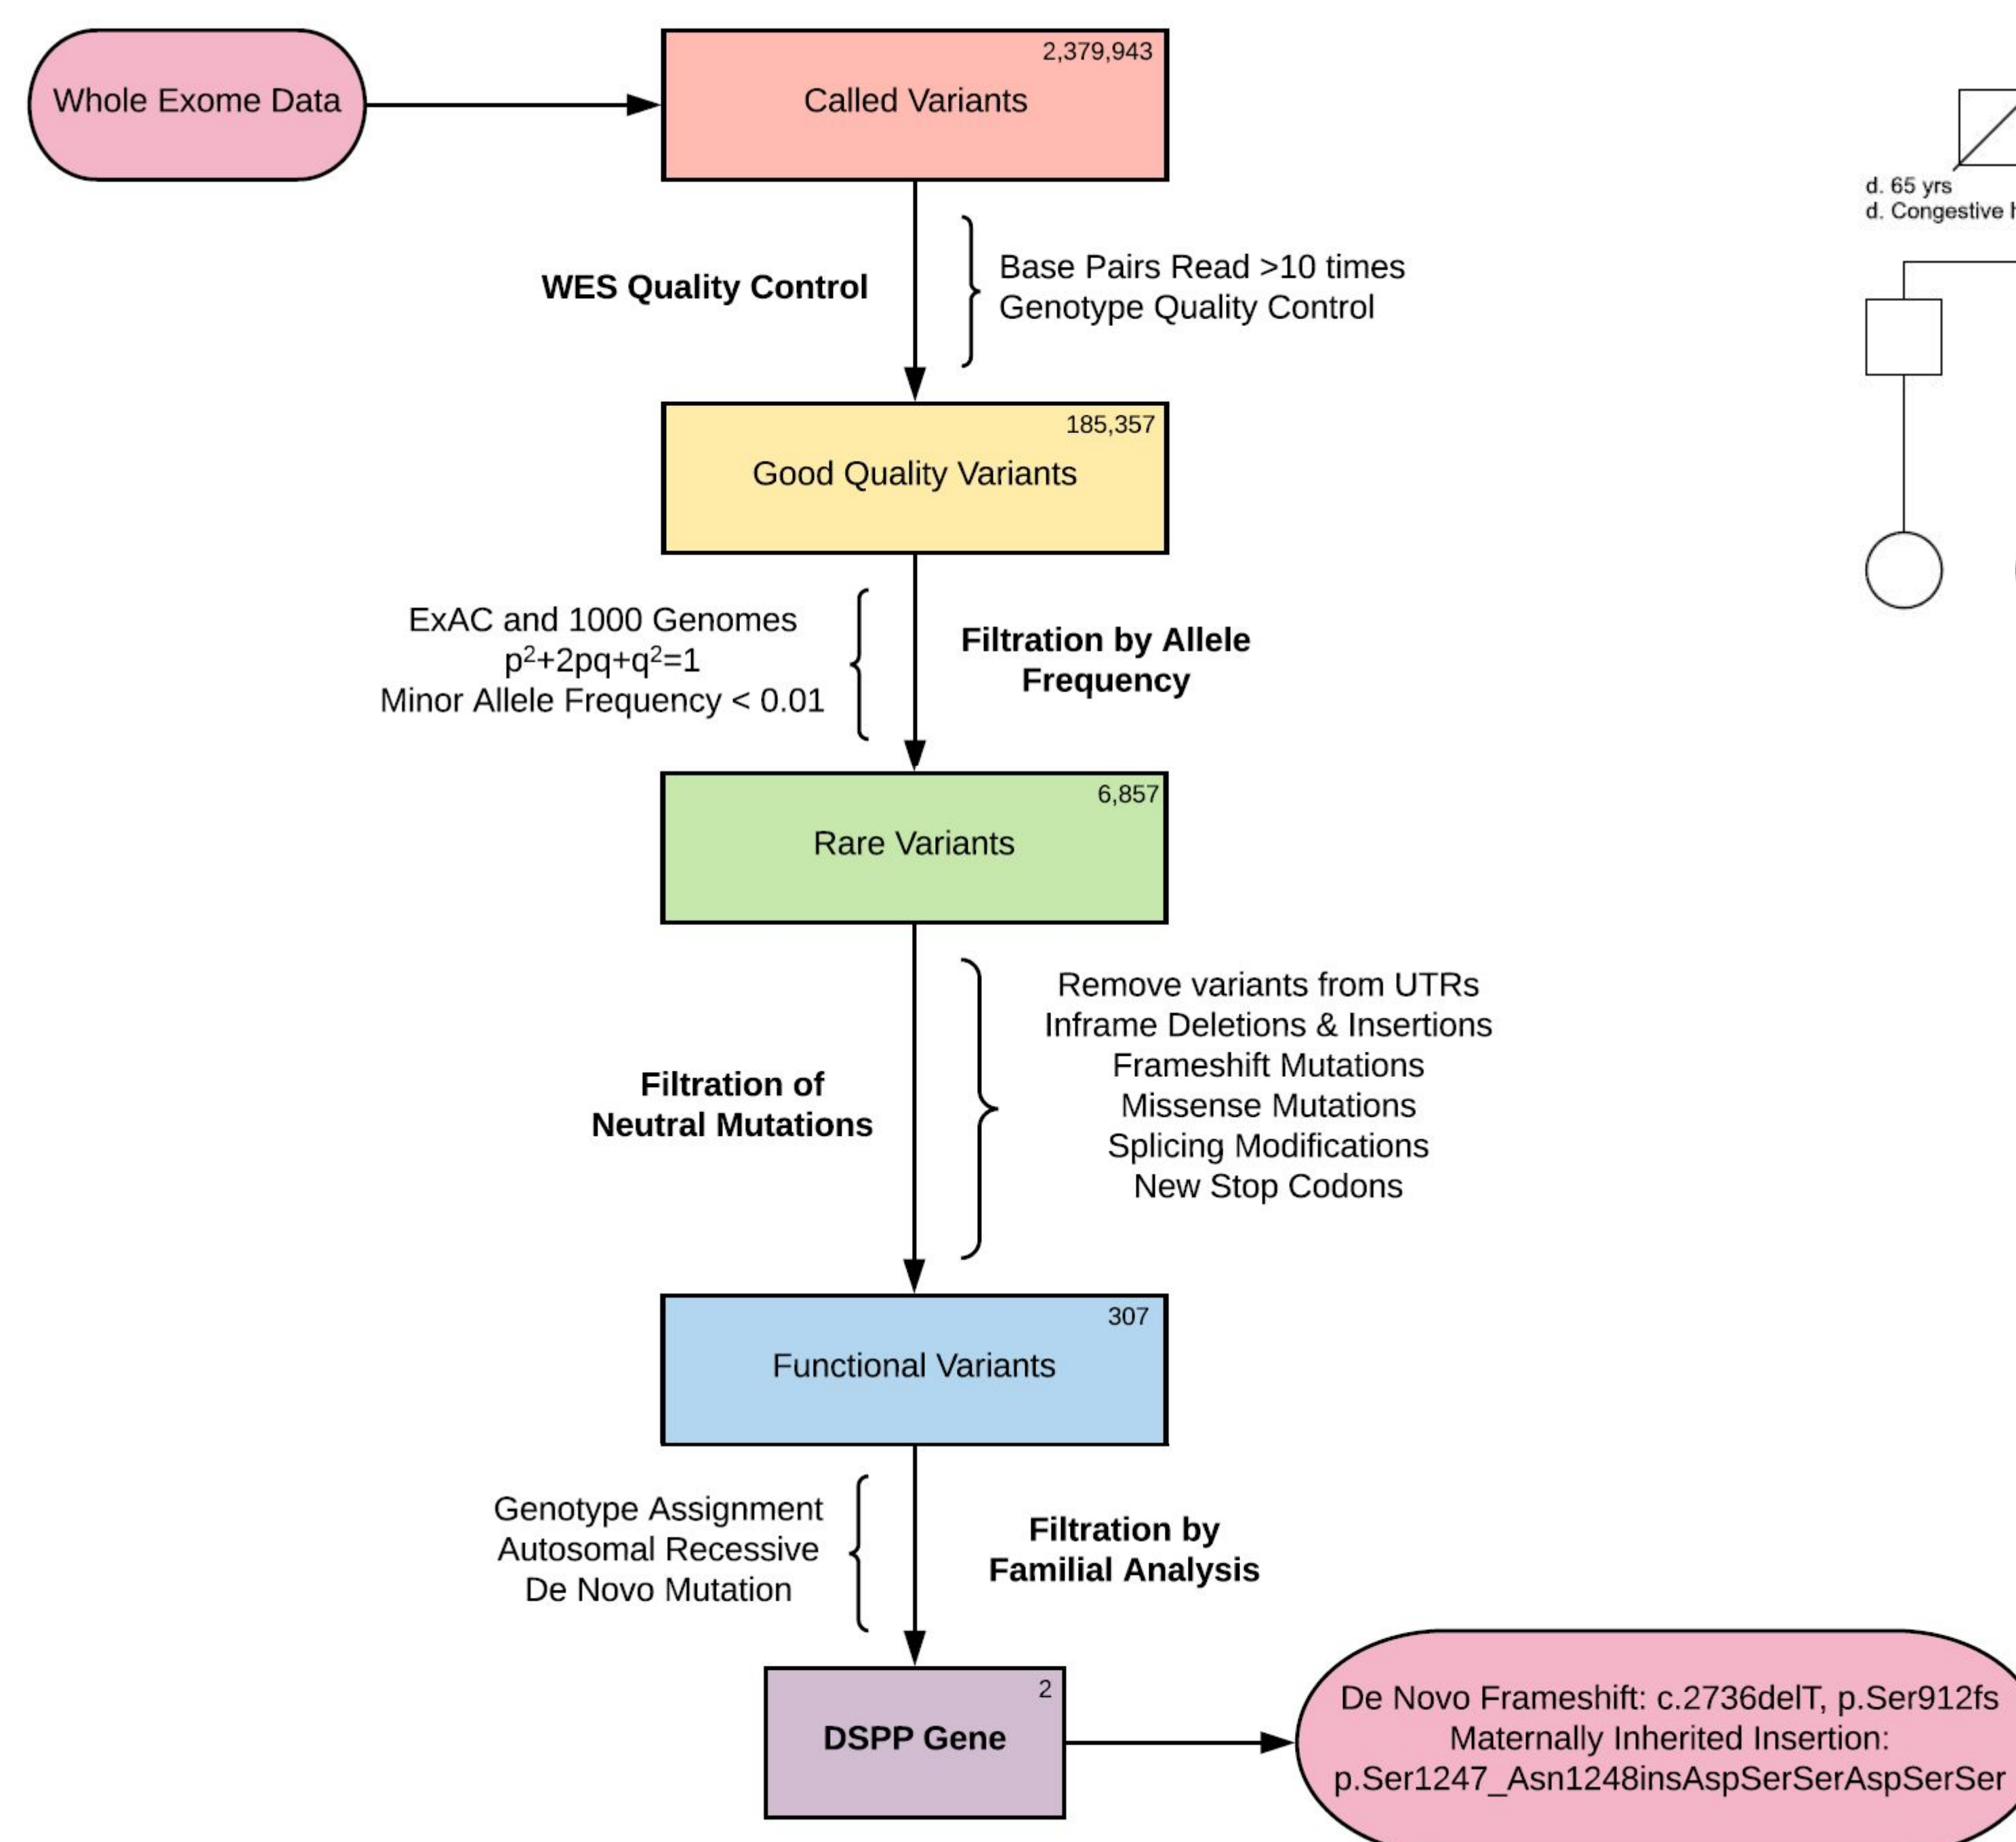 Whole Exome Data
2,379,943
Called Variants
d. 65 yrs
d. Congestive
WES Quality Control
Base Pairs Read >10 times
Genotype Quality Control
185,357
Good Quality Variants
ExAC and 1000 Genomes
p²+2pq+q²=1
Minor Allele Frequency < 0.01
Filtration by Allele
Frequency
6,857
Rare Variants
Filtration of
Neutral Mutations
Remove variants from UTRs
Inframe Deletions & Insertions
Frameshift Mutations
Missense Mutations
Splicing Modifications
New Stop Codons
307
Functional Variants
Genotype Assignment
Autosomal Recessive
De Novo Mutation
Filtration by
Familial Analysis
2
DSPP Gene
De Novo Frameshift: c.2736delT, p.Ser912fs
Maternally Inherited Insertion:
p.Ser1247_Asn1248insAspSerSerAspSerSer